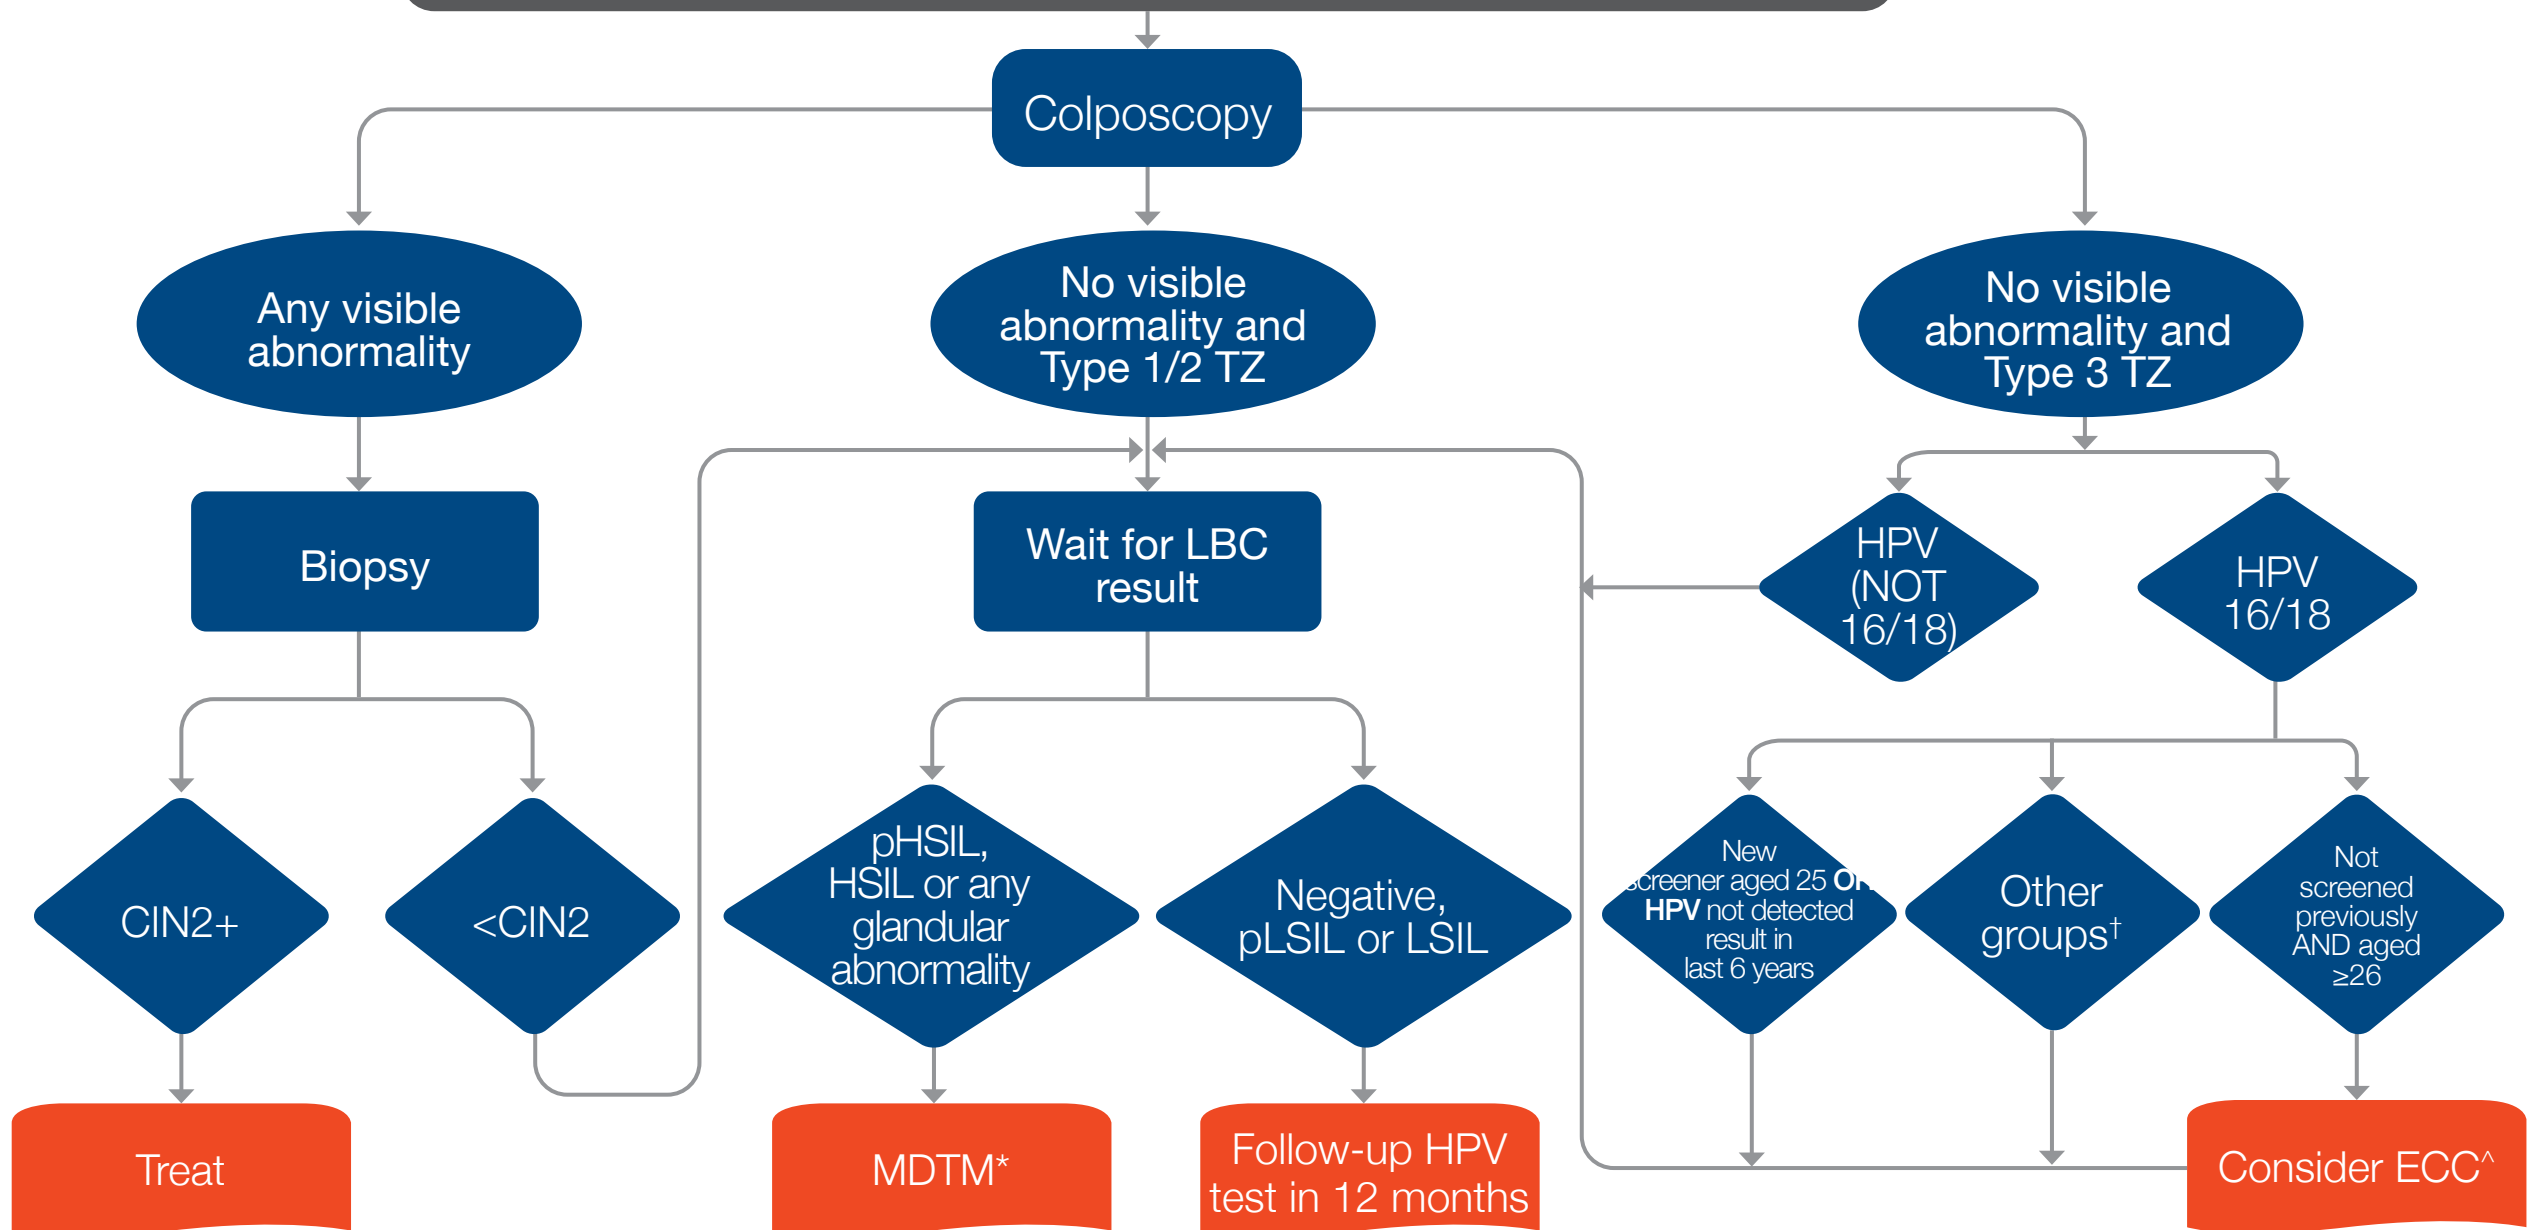 Colposcopy
Any visible
abnormality
No visible
abnormality and
Type 1/2 TZ
No visible
abnormality and
Type 3 TZ
Biopsy
Wait for LBC
result
HPV
(NOT
16/18)
HPV
16/18
CIN2+
<CIN2
pHSIL,
HSIL or any
glandular
abnormality
Negative,
pLSIL or LSIL
New
screener aged 25 OR
HPV not detected
result in
last 6 years
Other
groups†
Not
screened
previously
AND aged
≥26
Treat
MDTM*
Follow-up HPV
test in 12 months
Consider ECC^